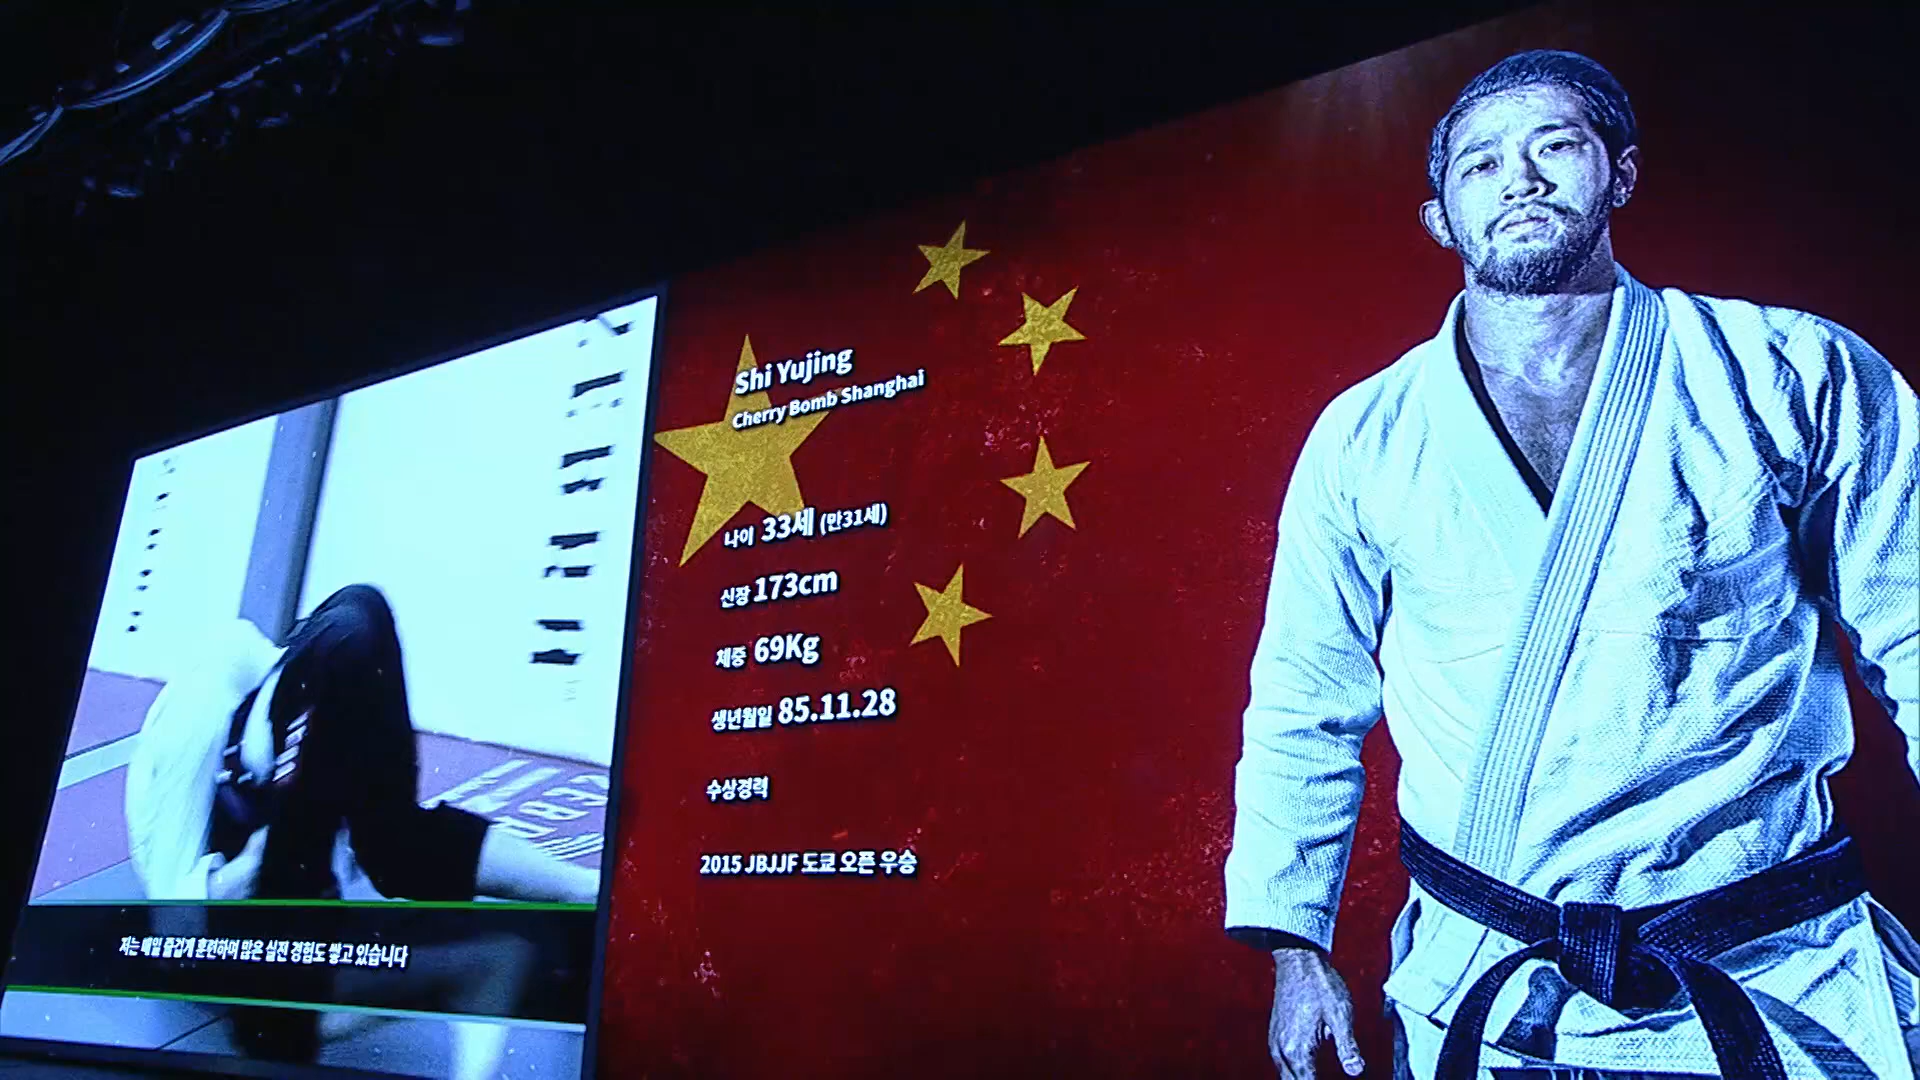 Shi Yujing
Cherry Bomb Shanghai
나이 33세 (만31세)
신장 173cm
체중 69Kg
생년월일 85.11.28
수상경력
2015 JBJJF 도쿄 오픈 우승
저는 매일 즐겁게 훈련하며 많은 실전 경험도 쌓고 있습니다